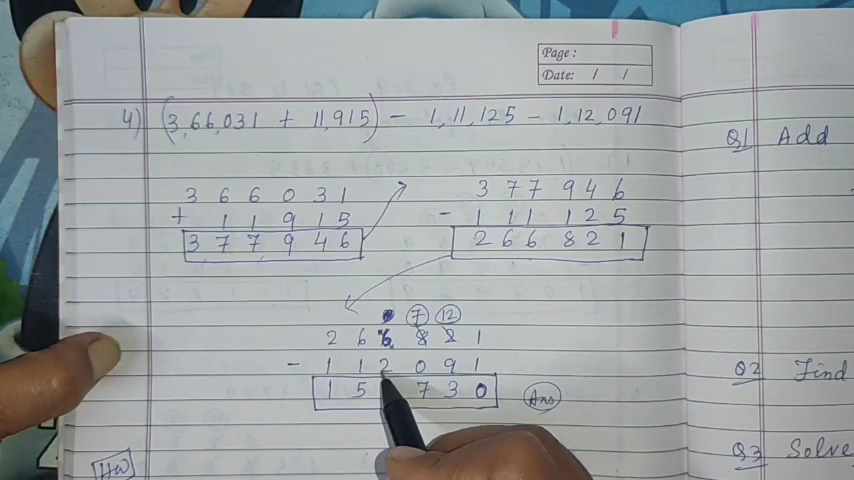 Page:
Date: / /
4) (3,66,031 + 11,915) - 1,11,125 - 1,12,091
3 6 6 0 3 1
+ 1 1 9 1 5
3 7 7 9 4 6
3 7 7 9 4 6
- 1 1 1 1 2 5
2 6 6 8 2 1
7 12
2 6 6 8 2 1
- 1 1 2 0 9 1
1 5 7 3 0 Ans
HW
Q1 Add
Q2 Find
Q3 Solve